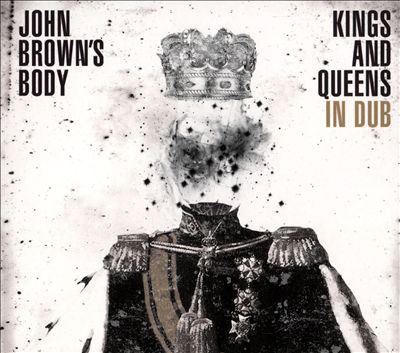 JOHN
BROWN'S
BODY
KINGS
AND
QUEENS
IN DUB